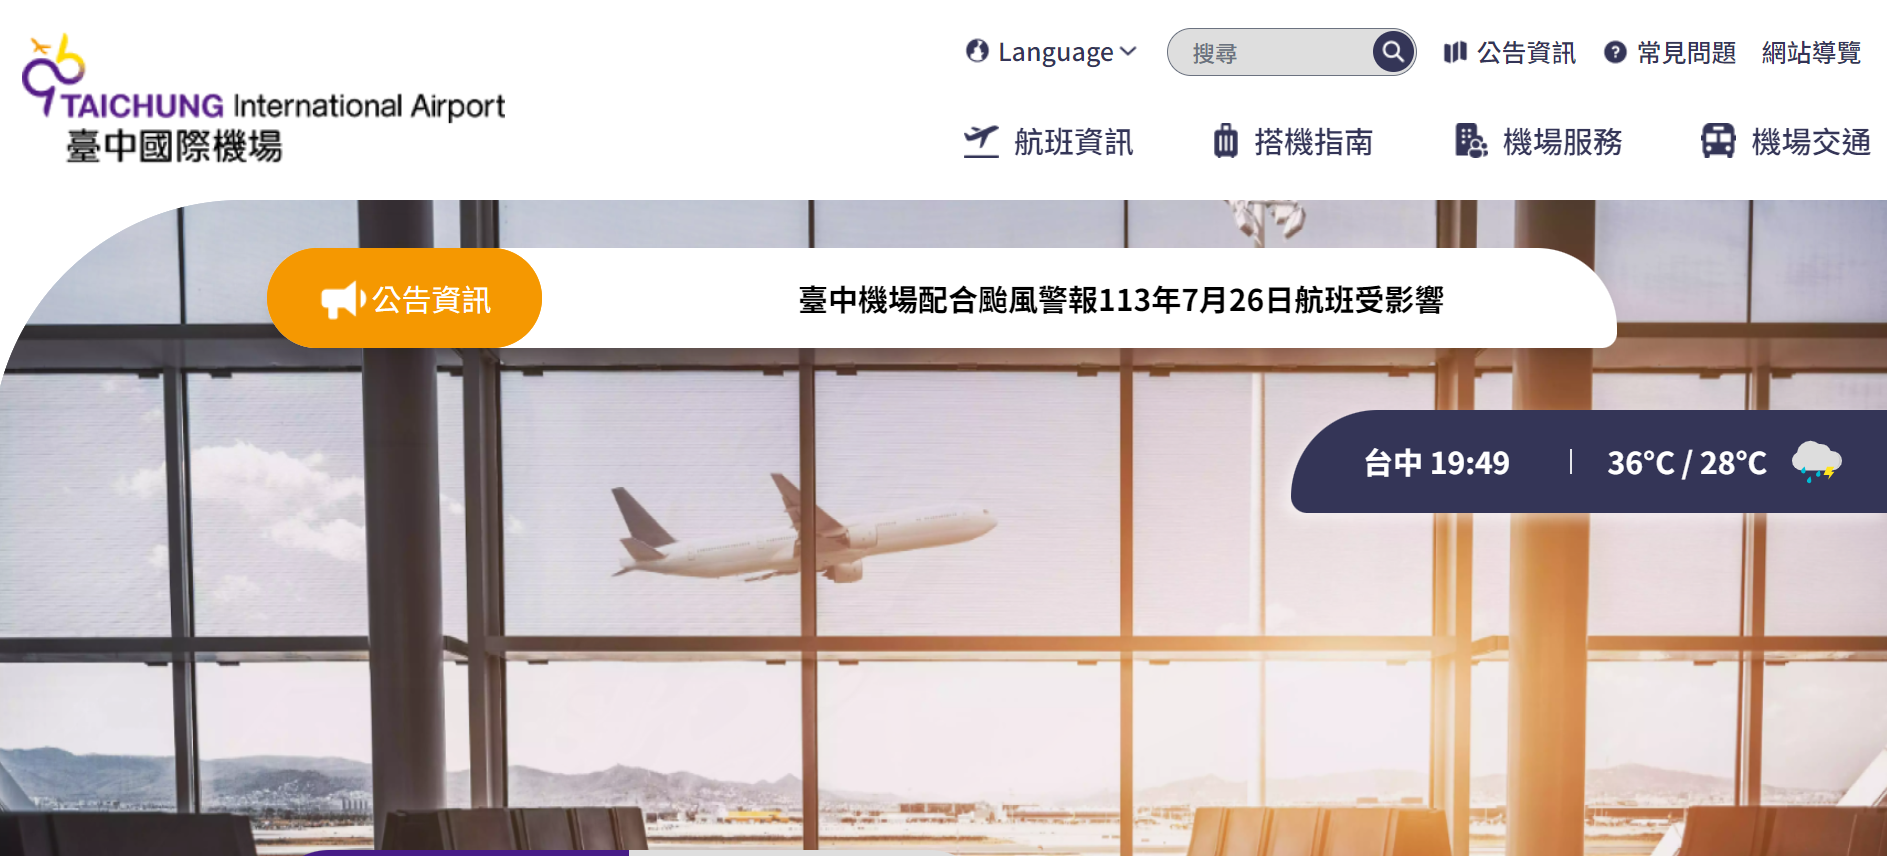 TAICHUNG International Airport
臺中國際機場
Language
搜尋
公告資訊
常見問題
網站導覽
航班資訊
搭機指南
機場服務
機場交通
公告資訊
臺中機場配合颱風警報113年7月26日航班受影響
台中 19:49
36°C / 28°C